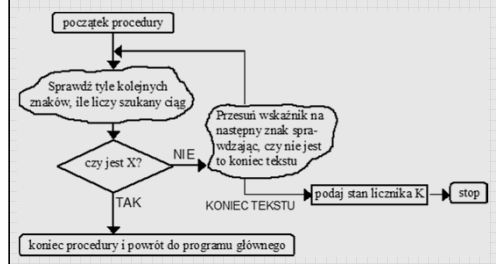 początek procedury
Sprawdź tyle kolejnych
znaków, ile liczy szukany ciąg
Przesuń wskaźnik na
następny znak spra-
wdzając, czy nie jest
to koniec tekstu
czy jest X?
NIE
TAK
KONIEC TEKSTU
podaj stan licznika K
stop
koniec procedury i powrót do programu głównego